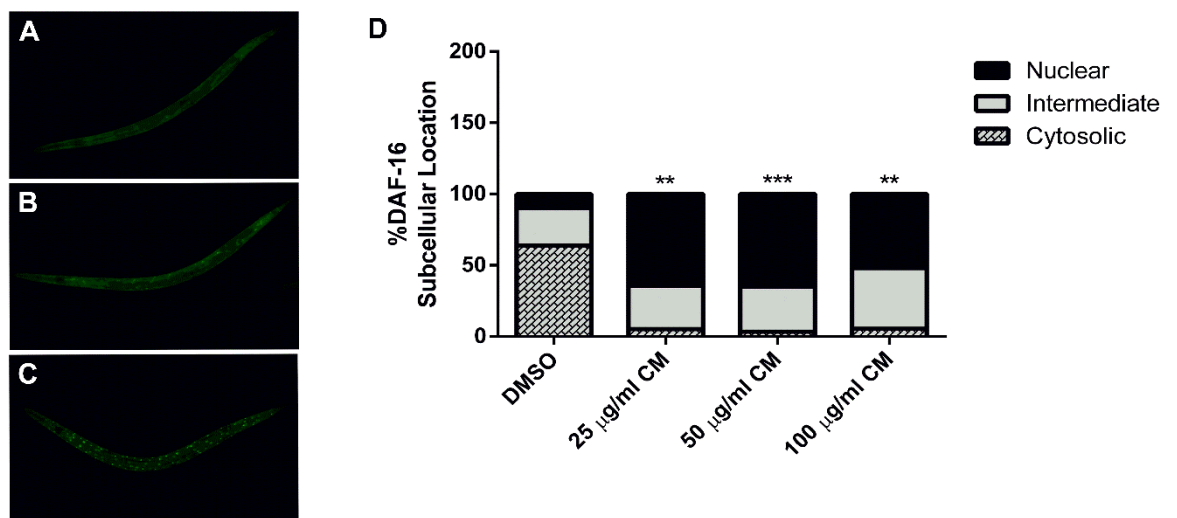 A
B
C
D
200
150
100
50
0
%DAF-16
Subcellular Location
**
***
**
DMSO
25 μg/ml CM
50 μg/ml CM
100 μg/ml CM
Nuclear
Intermediate
Cytosolic